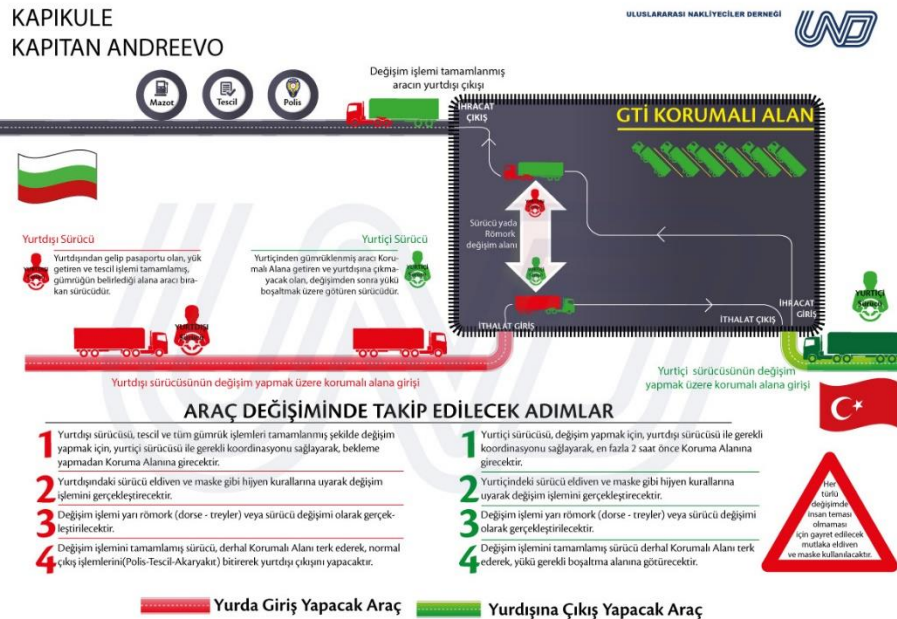 KAPIKULE
KAPITAN ANDREEVO
ULUSLARARASI NAKLİYECİLER DERNEĞİ
UND
Mazot
Tescil
Polis
Değişim işlemi tamamlanmış
aracın yurtdışı çıkışı
İHRACAT
ÇIKIŞ
GTİ KORUMALI ALAN
Sürücü yada
Römork
değişim alanı
İTHALAT GİRİŞ
İTHALAT ÇIKIŞ
İHRACAT
GİRİŞ
Yurtdışı Sürücü
Yurtdışından gelip pasaportu olan, yük
getiren ve tescil işlemi tamamlamış,
gümrüğün belirlediği alana aracı bıra-
kan sürücüdür.
Yurtiçi Sürücü
Yurtiçinden gümrüklenmiş aracı Koru-
malı Alana getiren ve yurtdışına çıkma-
yacak olan, değişimden sonra yükü
boşaltmak üzere götüren sürücüdür.
YURTDIŞI
YURTİÇİ
Sürücü
Yurtdışı sürücüsünün değişim yapmak üzere korumalı alana girişi
Yurtiçi sürücüsünün değişim
yapmak üzere korumalı alana girişi
ARAÇ DEĞİŞİMİNDE TAKİP EDİLECEK ADIMLAR
1 Yurtdışı sürücüsü, tescil ve tüm gümrük işlemleri tamamlanmış şekilde değişim
yapmak için, yurtiçi sürücüsü ile gerekli koordinasyonu sağlayarak, bekleme
yapmadan Koruma Alanına girecektir.
2 Yurtdışındaki sürücü eldiven ve maske gibi hijyen kurallarına uyarak değişim
işlemini gerçekleştirecektir.
3 Değişim işlemi yarı römork (dorse - treyler) veya sürücü değişimi olarak gerçek-
leştirilecektir.
4 Değişim işlemini tamamlamış sürücü, derhal Korumalı Alanı terk ederek, normal
çıkış işlemlerini(Polis-Tescil-Akaryakıt) bitirerek yurtdışı çıkışını yapacaktır.
1 Yurtiçi sürücüsü, değişim yapmak için, yurtdışı sürücüsü ile gerekli
koordinasyonu sağlayarak, en fazla 2 saat önce Koruma Alanına
girecektir.
2 Yurtiçindeki sürücü eldiven ve maske gibi hijyen kurallarına
uyarak değişim işlemini gerçekleştirecektir.
3 Değişim işlemi yarı römork (dorse - treyler) veya sürücü değişimi
olarak gerçekleştirilecektir.
4 Değişim işlemini tamamlamış sürücü derhal Korumalı Alanı terk
ederek, yükü gerekli boşaltma alanına götürecektir.
Her
türlü
değişimde
insan teması
olmaması
için gayret edilecek
mutlaka eldiven
ve maske kullanılacaktır.
Yurda Giriş Yapacak Araç
Yurdışına Çıkış Yapacak Araç